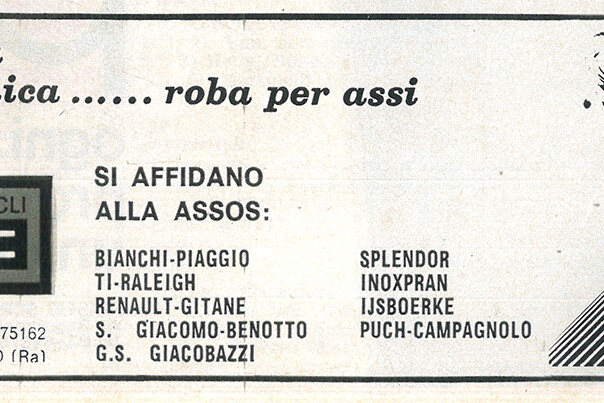 ica ...... roba per assi
SI AFFIDANO
ALLA ASSOS:
CLI
BIANCHI-PIAGGIO
TI-RALEIGH
RENAULT-GITANE
S. GIACOMO-BENOTTO
G.S. GIACOBAZZI
SPLENDOR
INOXPRAN
IJSBOERKE
PUCH-CAMPAGNOLO
75162
(Ra)